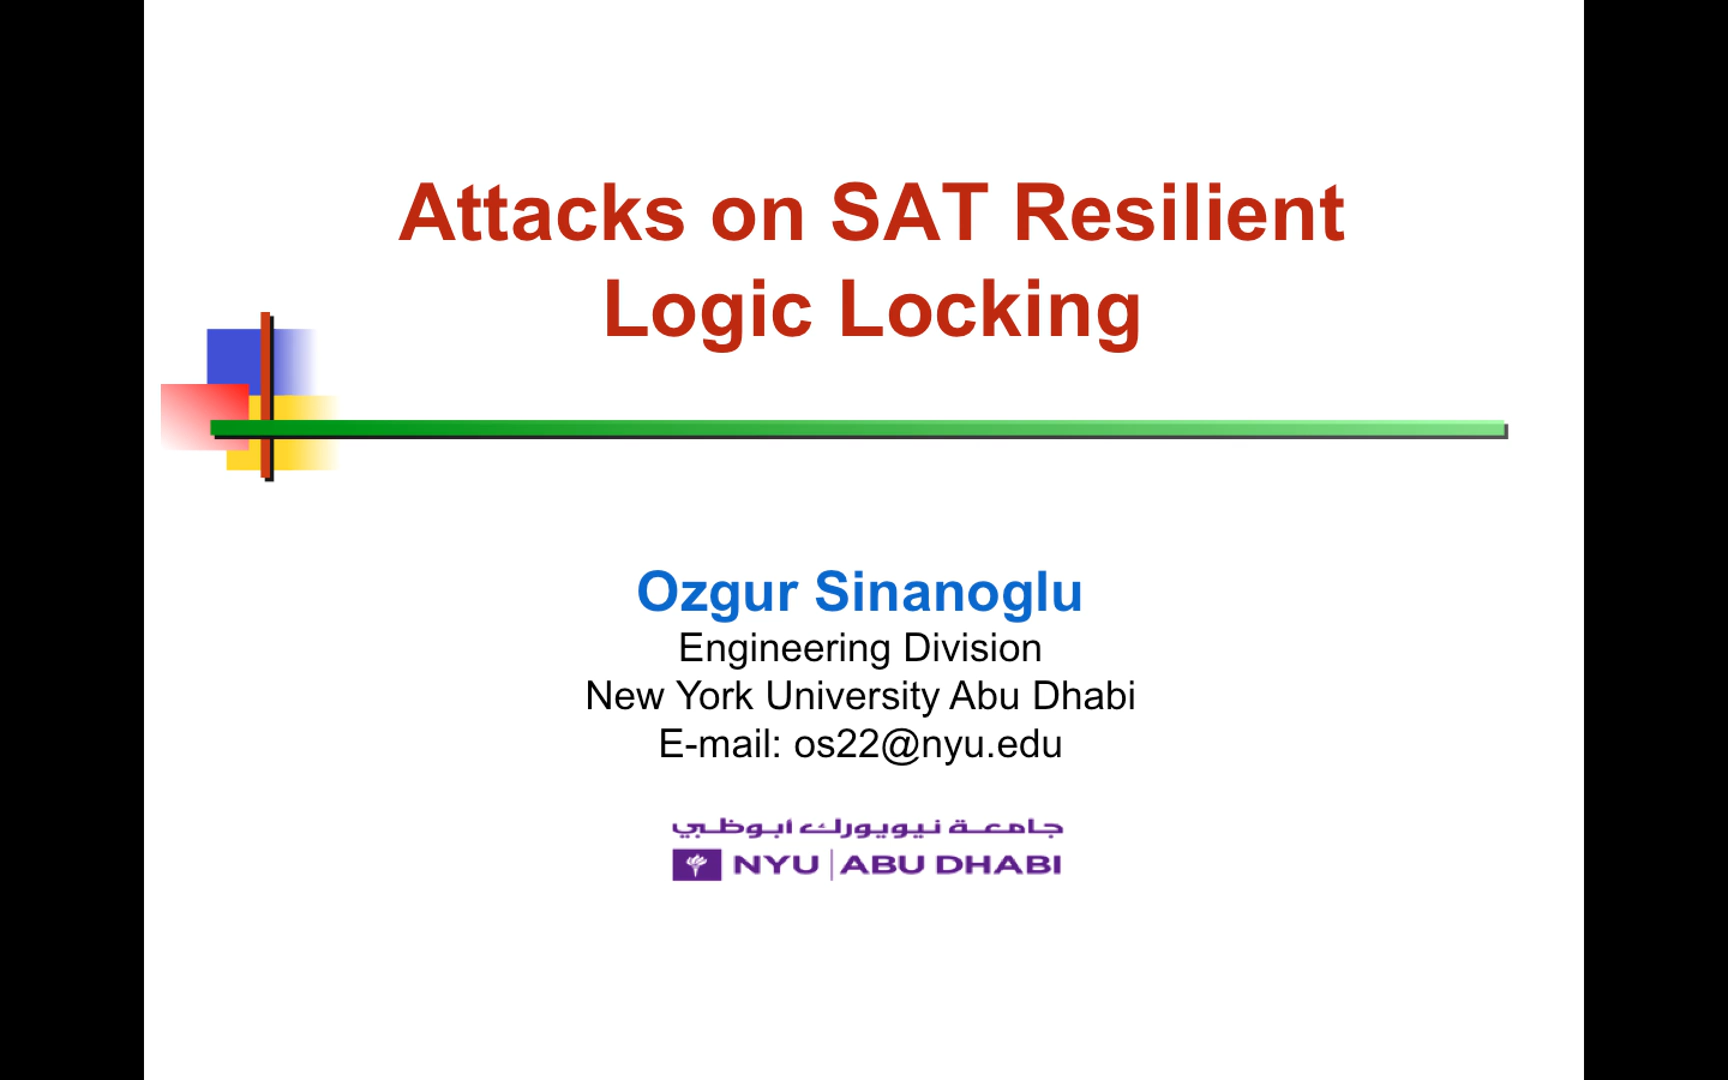 Attacks on SAT Resilient
Logic Locking
Ozgur Sinanoglu
Engineering Division
New York University Abu Dhabi
E-mail: os22@nyu.edu
جامعة نيويورك أبوظبي
NYU | ABU DHABI